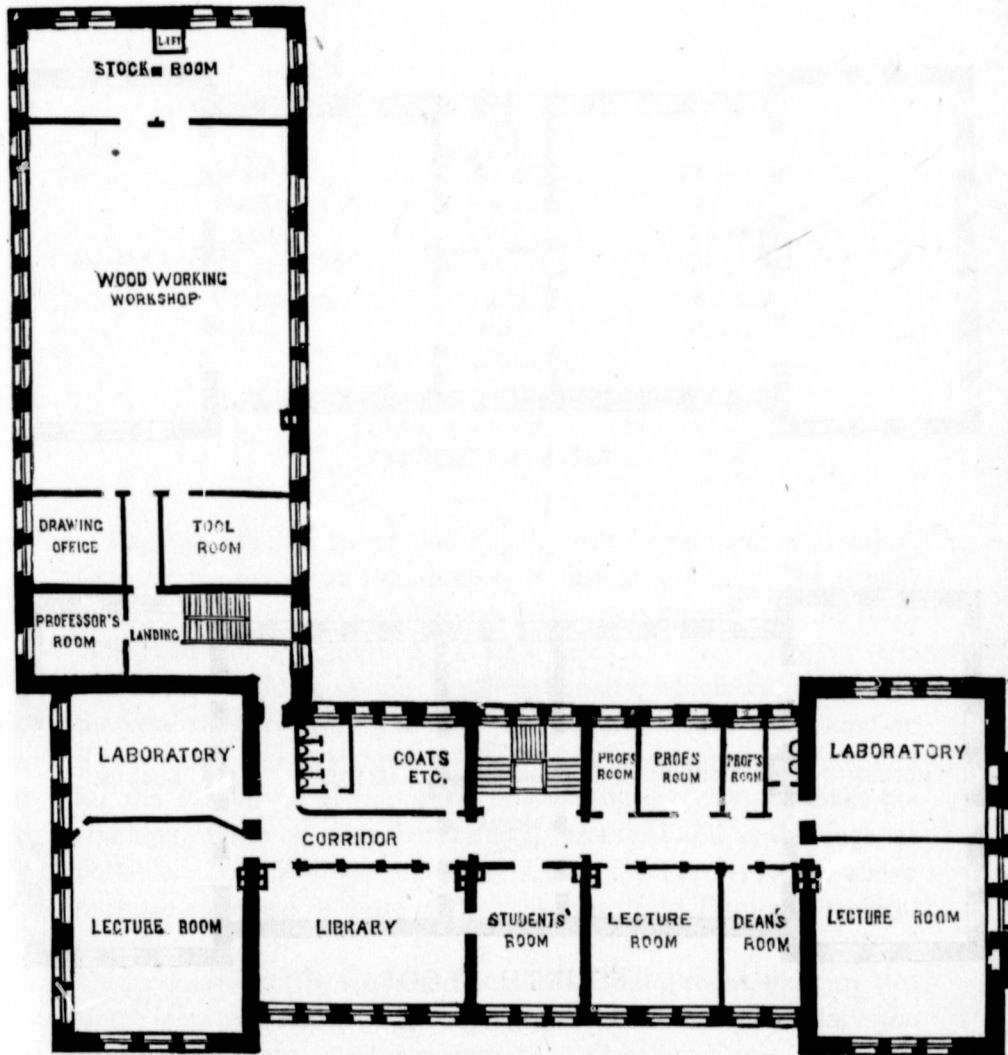 LIFT
STOCK ROOM
WOOD WORKING
WORKSHOP
DRAWING
OFFICE
TOOL
ROOM
PROFESSOR'S
ROOM
LANDING
LABORATORY
COATS
ETC.
PROFS
ROOM
PROFS
ROOM
PROF'S
ROOM
LABORATORY
CORRIDOR
LECTURE ROOM
LIBRARY
STUDENTS'
ROOM
LECTURE
ROOM
DEAN'S
ROOM
LECTURE ROOM